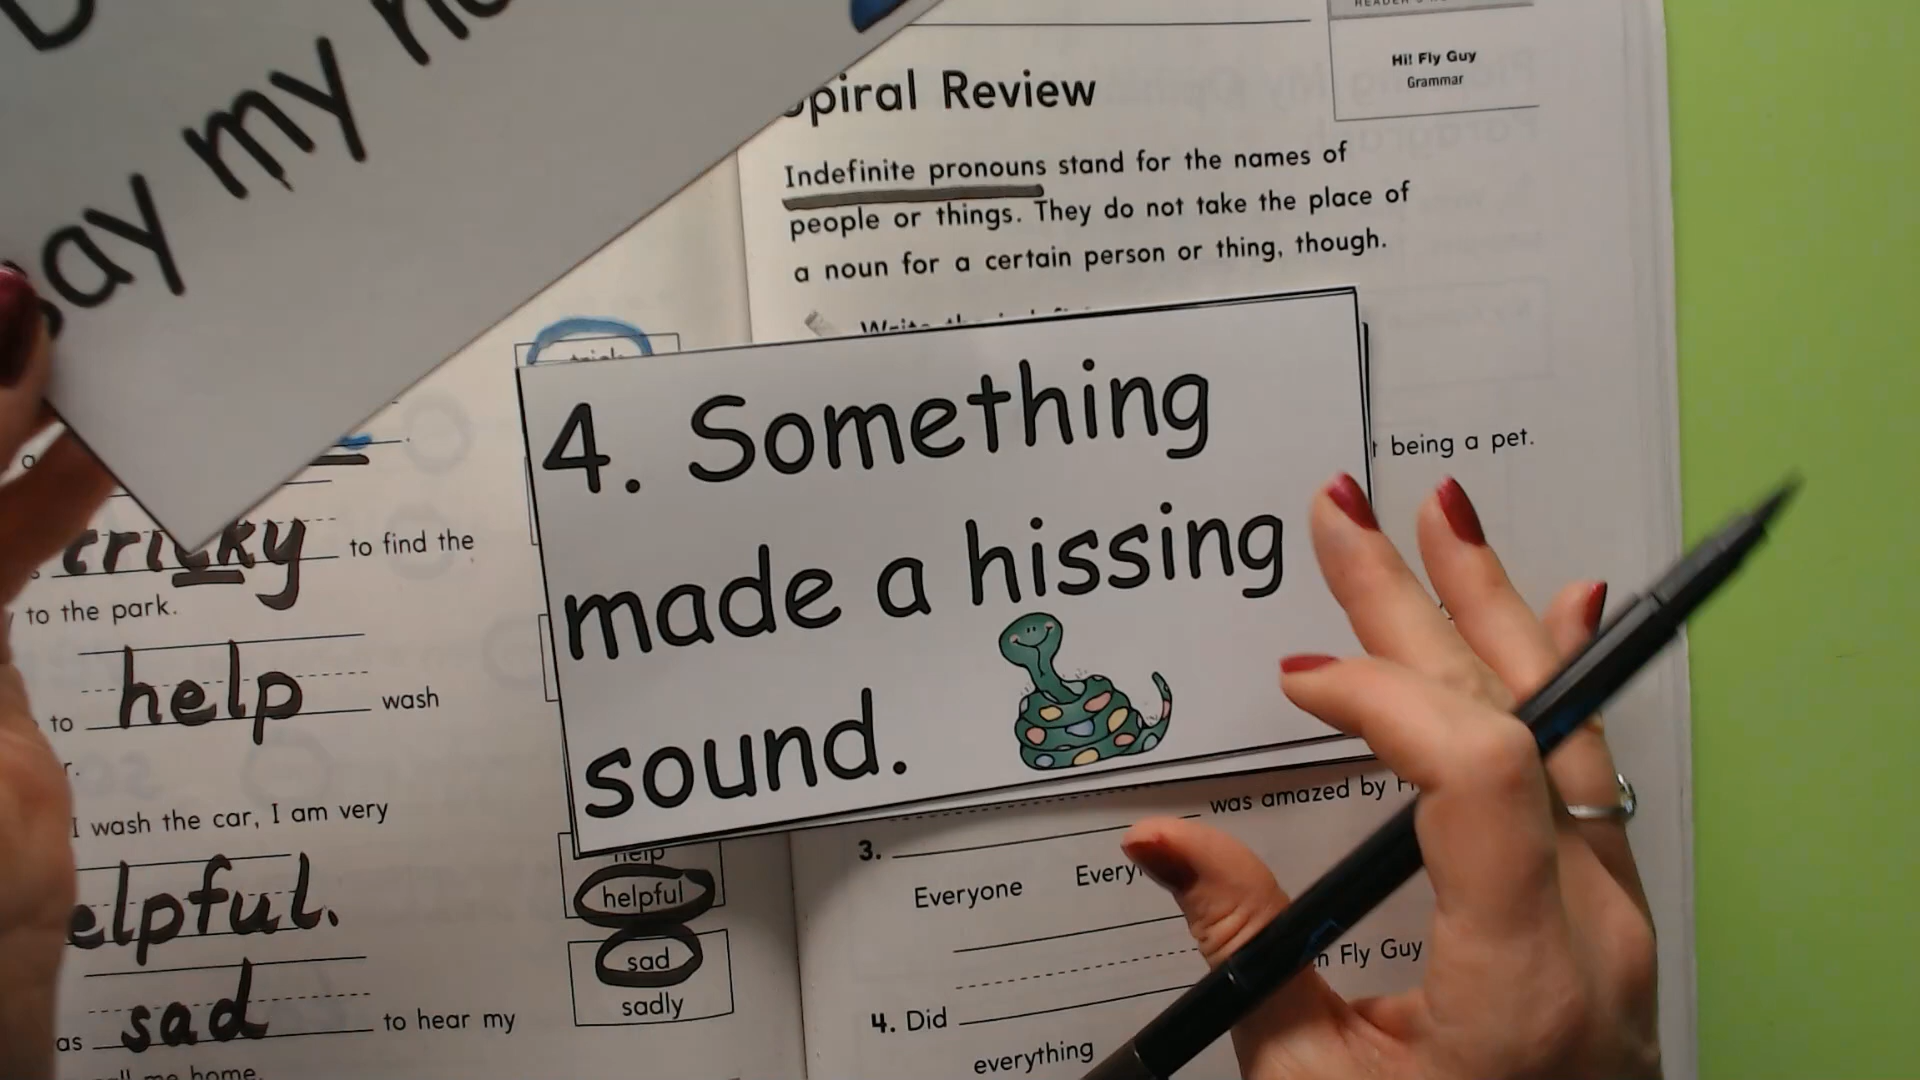 ay my
Spiral Review
Hi! Fly Guy
Grammar
Indefinite pronouns stand for the names of
people or things. They do not take the place of
a noun for a certain person or thing, though.
4. Something
made a hissing
sound.
being a pet.
to find the
to the park.
to help wash
I wash the car, I am very
elpful.
as sad to hear my
home.
help
helpful
sad
sadly
3. was amazed by
Everyone
Fly Guy
4. Did
everything